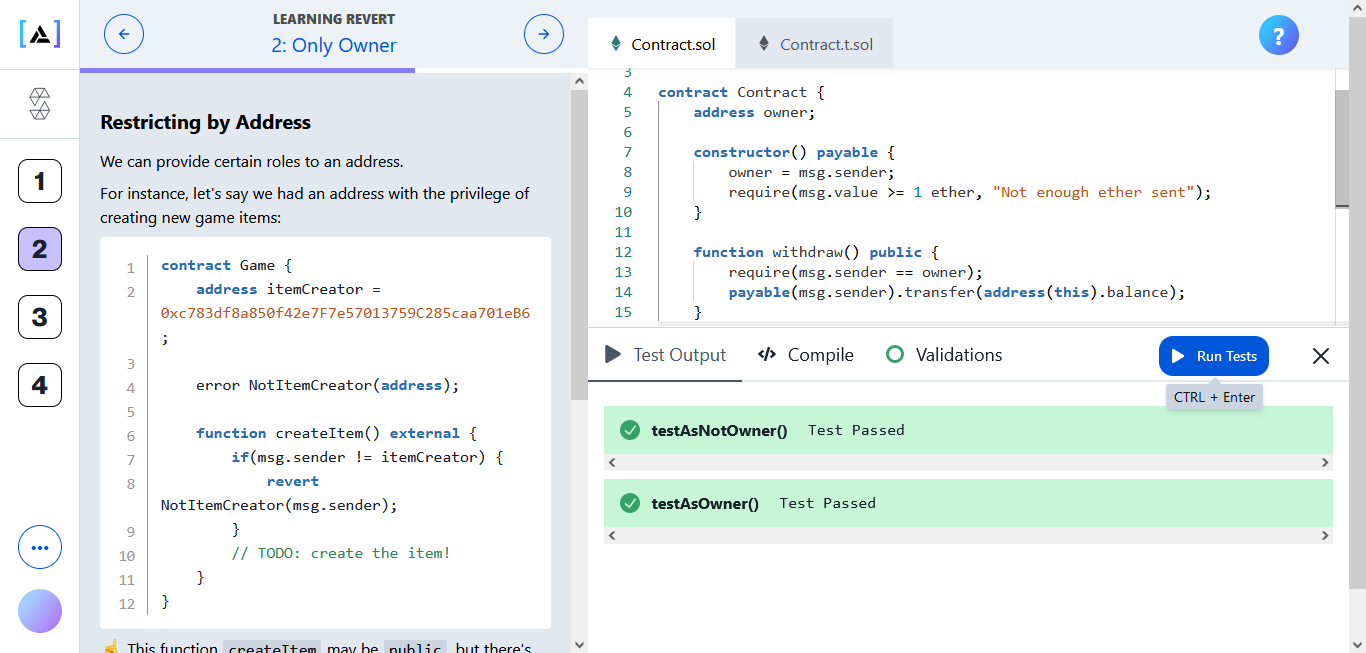 LEARNING REVERT
2: Only Owner
1
2
3
4
Restricting by Address
We can provide certain roles to an address.
For instance, let's say we had an address with the privilege of
creating new game items:
1 contract Game {
2 address itemCreator =
0xc783df8a850f42e7F7e57013759C285caa701eB6
;
3
4 error NotItemCreator(address);
5
6 function createItem() external {
7 if(msg.sender != itemCreator) {
8 revert
NotItemCreator(msg.sender);
9 }
10 // TODO: create the item!
11 }
12 }
☝️ This function createItem may be public, but there's
Contract.sol
Contract.t.sol
?
3
4 contract Contract {
5 address owner;
6
7 constructor() payable {
8 owner = msg.sender;
9 require(msg.value >= 1 ether, "Not enough ether sent");
10 }
11
12 function withdraw() public {
13 require(msg.sender == owner);
14 payable(msg.sender).transfer(address(this).balance);
15 }
Test Output
Compile
Validations
Run Tests
CTRL + Enter
testAsNotOwner() Test Passed
testAsOwner() Test Passed